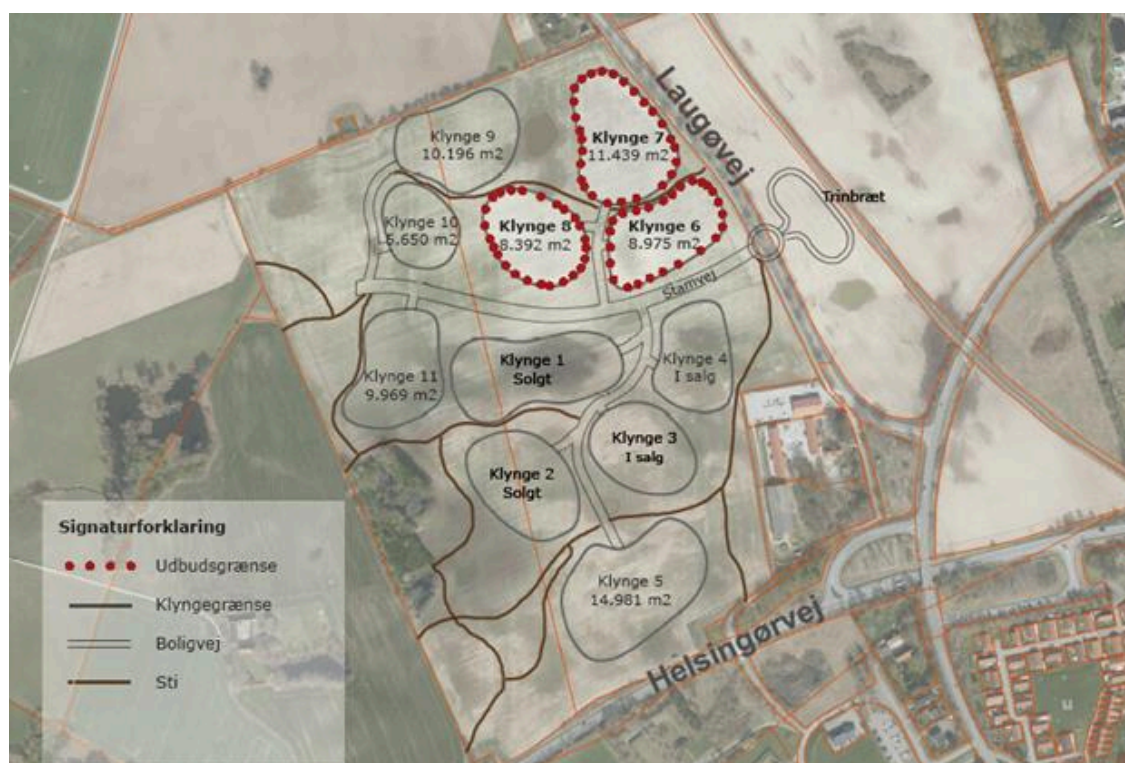 Laugøvej
Klynge 9
10.196 m2
Klynge 7
11.439 m2
Trinbræt
Klynge 10
5.650 m2
Klynge 8
8.392 m2
Klynge 6
8.975 m2
Stamvej
Klynge 11
9.969 m2
Klynge 1
Solgt
Klynge 4
I salg
Klynge 3
I salg
Klynge 2
Solgt
Klynge 5
14.981 m2
Helsingørvej
Signaturforklaring
Udbudsgrænse
Klyngegrænse
Boligvej
Sti
u